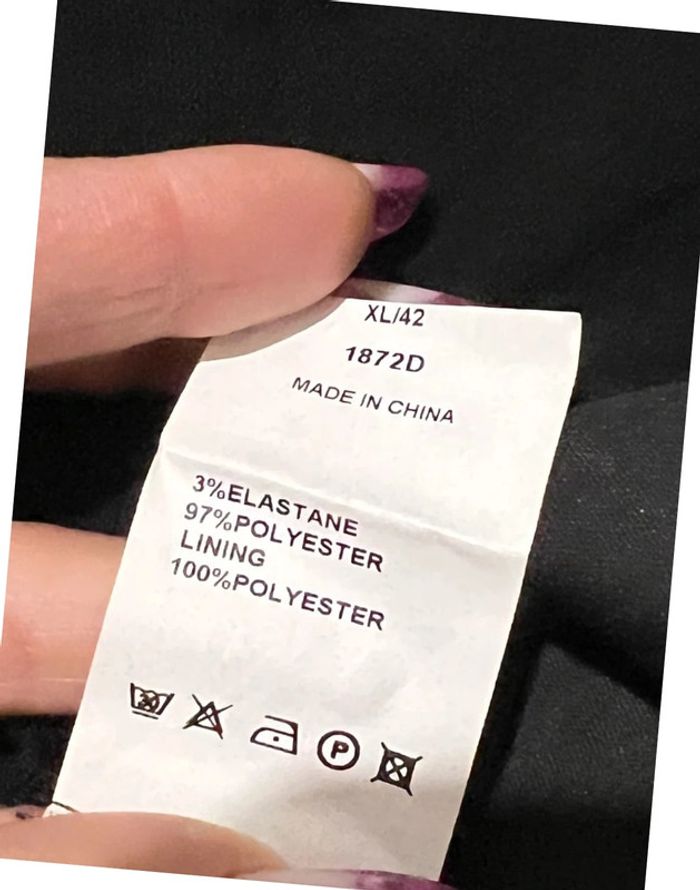 XL/42
1872D
MADE IN CHINA
3%ELASTANE
97%POLYESTER
LINING
100%POLYESTER
P